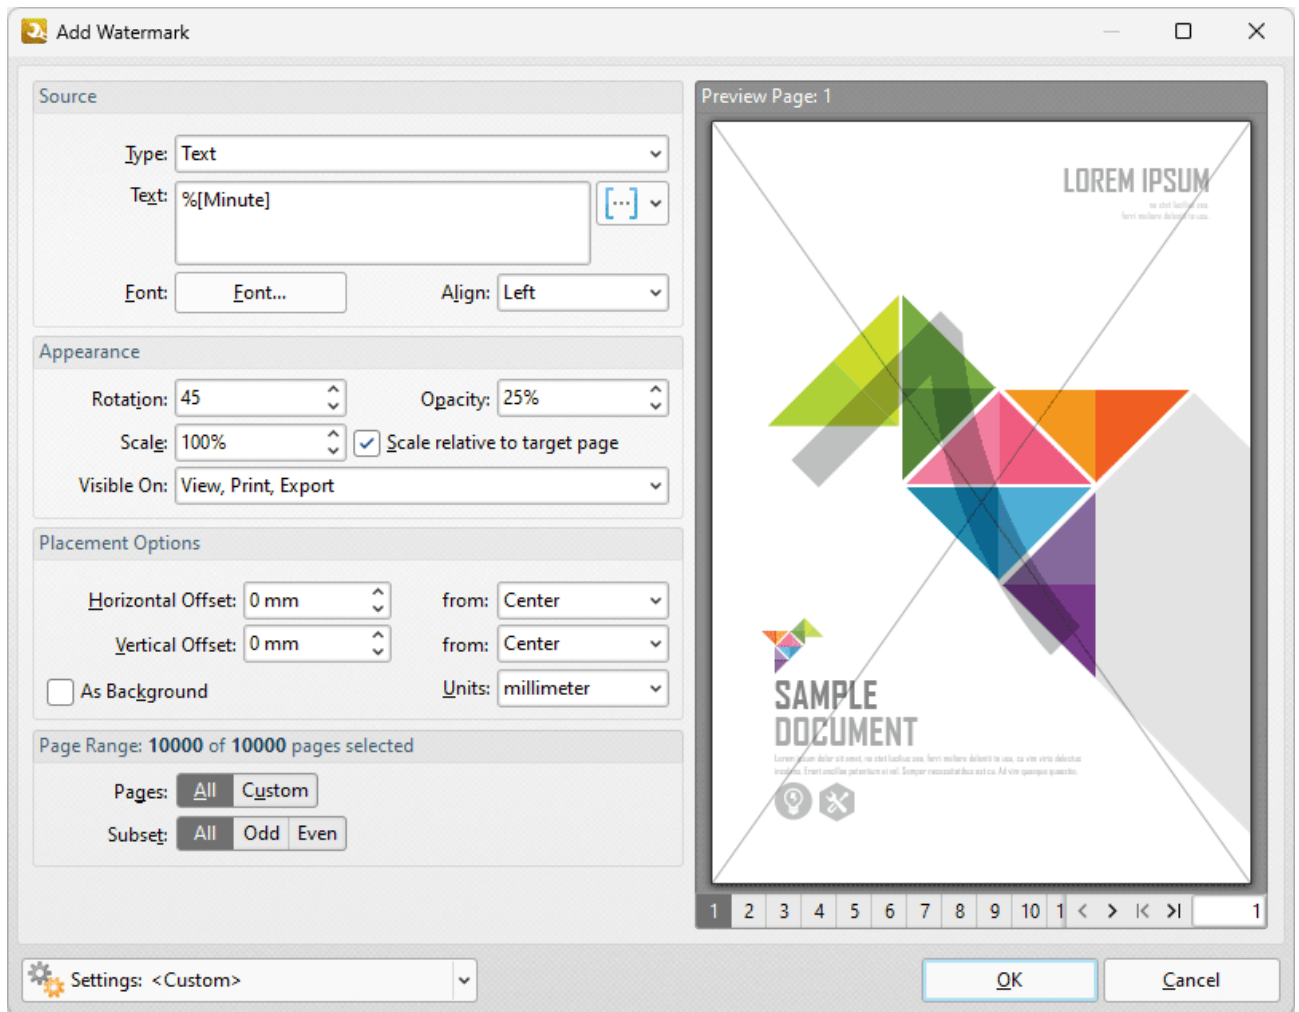 Add Watermark
Source
Type: Text
Text: %[Minute]
Font: Font... Align: Left
Appearance
Rotation: 45 Opacity: 25%
Scale: 100% Scale relative to target page
Visible On: View, Print, Export
Placement Options
Horizontal Offset: 0 mm from: Center
Vertical Offset: 0 mm from: Center
As Background Units: millimeter
Page Range: 10000 of 10000 pages selected
Pages: All Custom
Subset: All Odd Even
Preview Page: 1
LOREM IPSUM
SAMPLE
DOCUMENT
1 2 3 4 5 6 7 8 9 10 1 1
Settings: <Custom>
OK Cancel